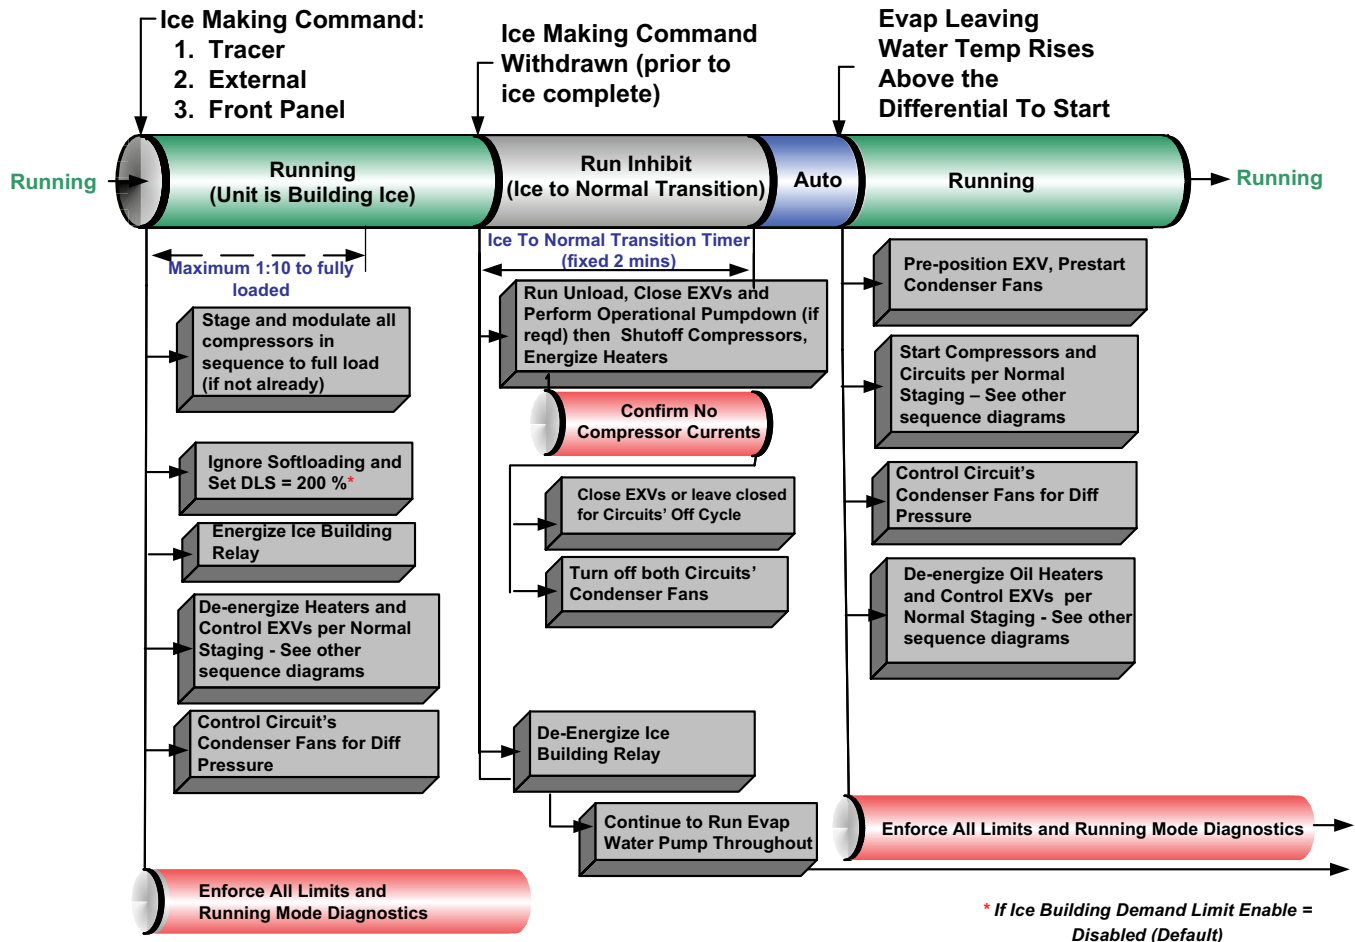 Ice Making Command:
1. Tracer
2. External
3. Front Panel
Ice Making Command
Withdrawn (prior to
ice complete)
Evap Leaving
Water Temp Rises
Above the
Differential To Start
Running
Running
(Unit is Building Ice)
Run Inhibit
(Ice to Normal Transition)
Auto
Running
Running
Maximum 1:10 to fully
loaded
Ice To Normal Transition Timer
(fixed 2 mins)
Stage and modulate all
compressors in
sequence to full load
(if not already)
Ignore Softloading and
Set DLS = 200 %*
Energize Ice Building
Relay
De-energize Heaters and
Control EXVs per Normal
Staging - See other
sequence diagrams
Control Circuit's
Condenser Fans for Diff
Pressure
Enforce All Limits and
Running Mode Diagnostics
Run Unload, Close EXVs and
Perform Operational Pumpdown (if
reqd) then Shutoff Compressors,
Energize Heaters
Confirm No
Compressor Currents
Close EXVs or leave closed
for Circuits' Off Cycle
Turn off both Circuits'
Condenser Fans
De-Energize Ice
Building Relay
Continue to Run Evap
Water Pump Throughout
Pre-position EXV, Prestart
Condenser Fans
Start Compressors and
Circuits per Normal
Staging – See other
sequence diagrams
Control Circuit's
Condenser Fans for Diff
Pressure
De-energize Oil Heaters
and Control EXVs per
Normal Staging - See other
sequence diagrams
Enforce All Limits and Running Mode Diagnostics
* If Ice Building Demand Limit Enable =
Disabled (Default)